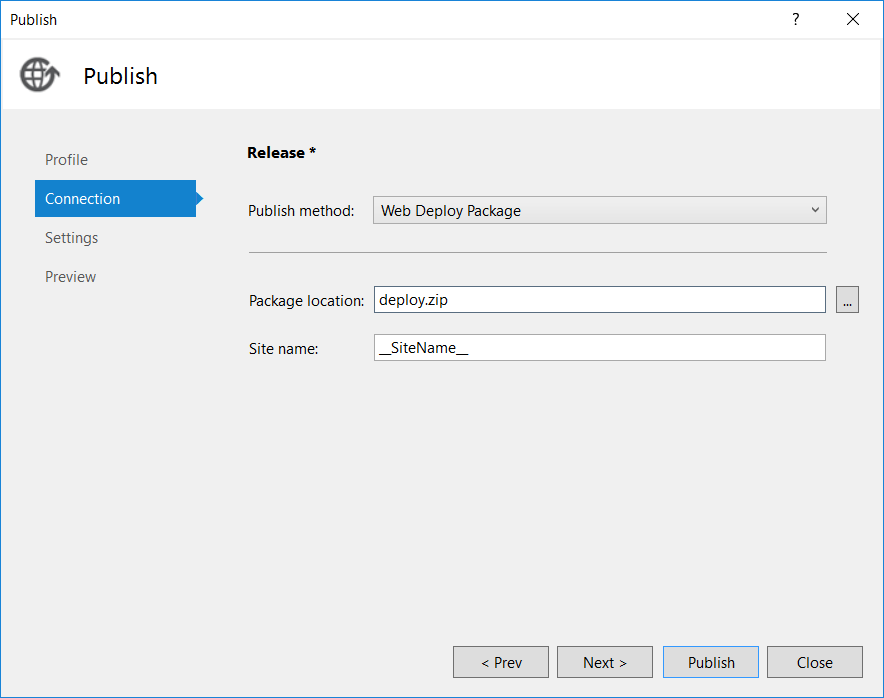 Publish ?
Publish
Profile
Connection
Settings
Preview
Release *
Publish method: Web Deploy Package
Package location: deploy.zip ...
Site name: __SiteName__
< Prev Next > Publish Close